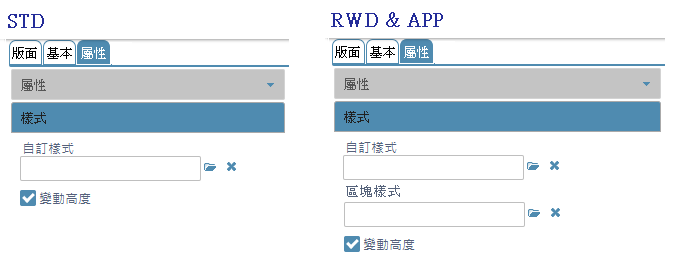 STD
版面 基本 屬性
屬性
樣式
自訂樣式
變動高度
RWD & APP
版面 基本 屬性
屬性
樣式
自訂樣式
區塊樣式
變動高度